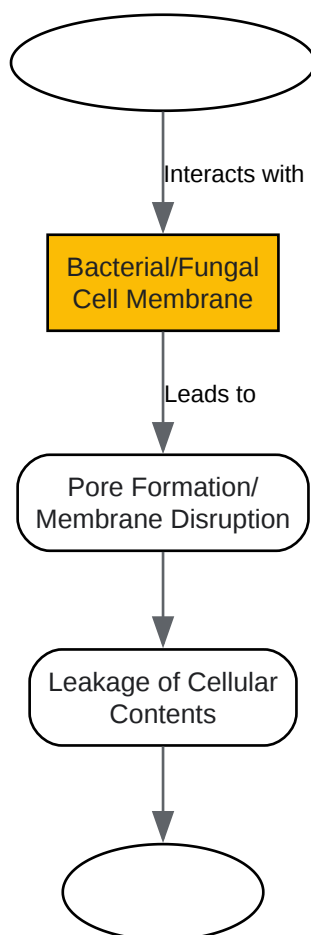 Interacts with
Bacterial/Fungal
Cell Membrane
Leads to
Pore Formation/
Membrane Disruption
Leakage of Cellular
Contents